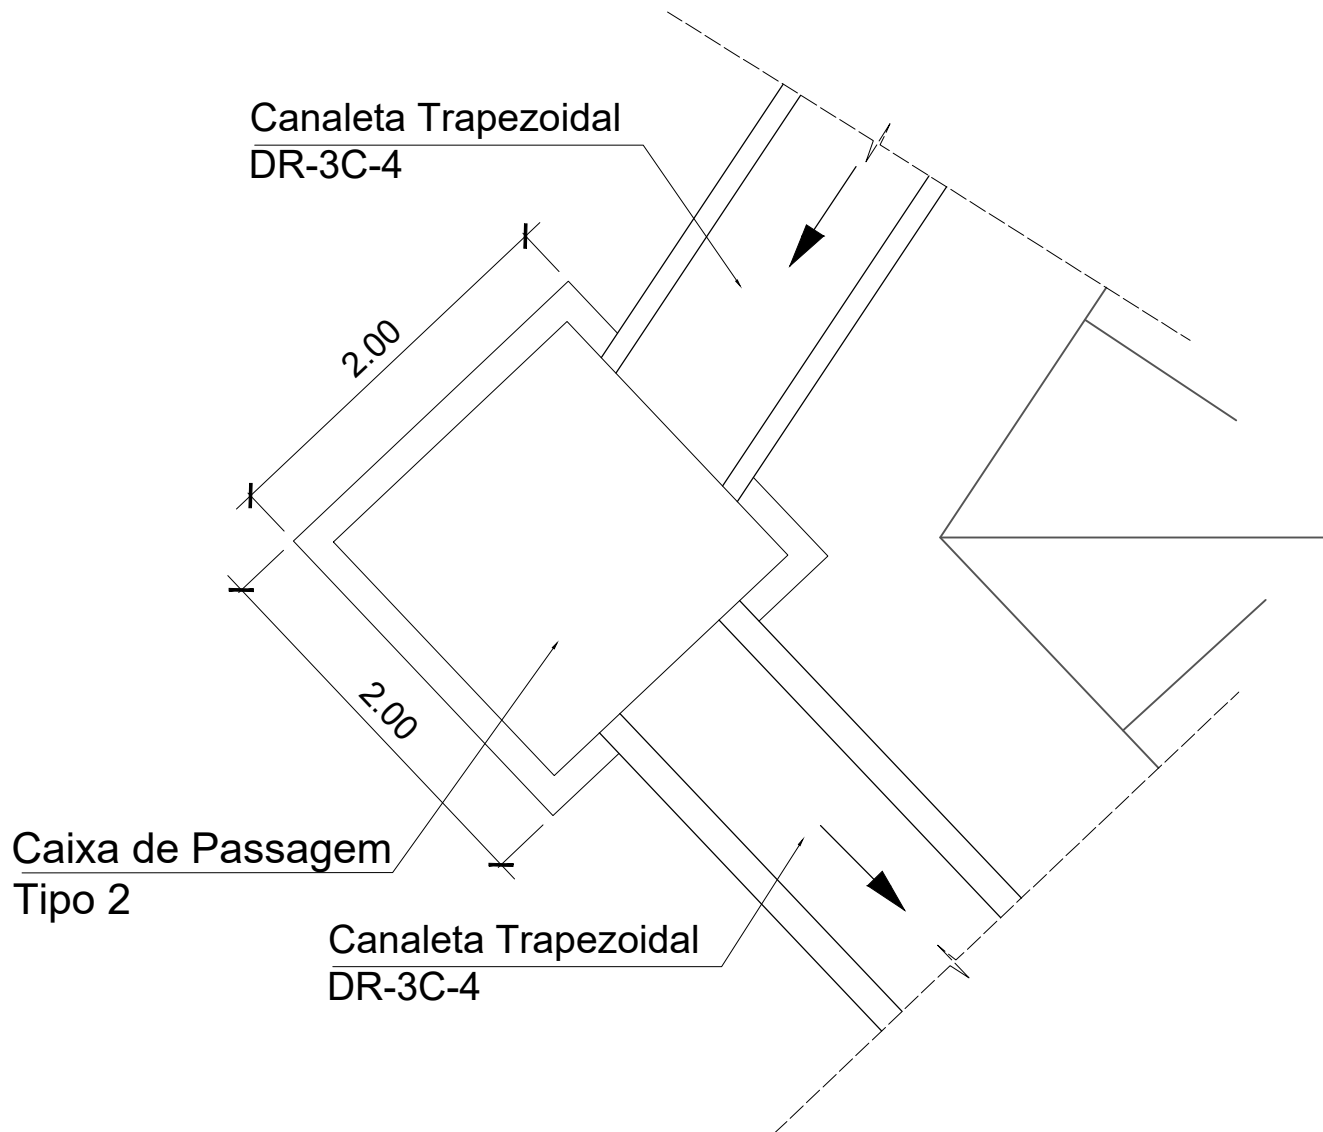 Canaleta Trapezoidal
DR-3C-4
2.00
2.00
Caixa de Passagem
Tipo 2
Canaleta Trapezoidal
DR-3C-4